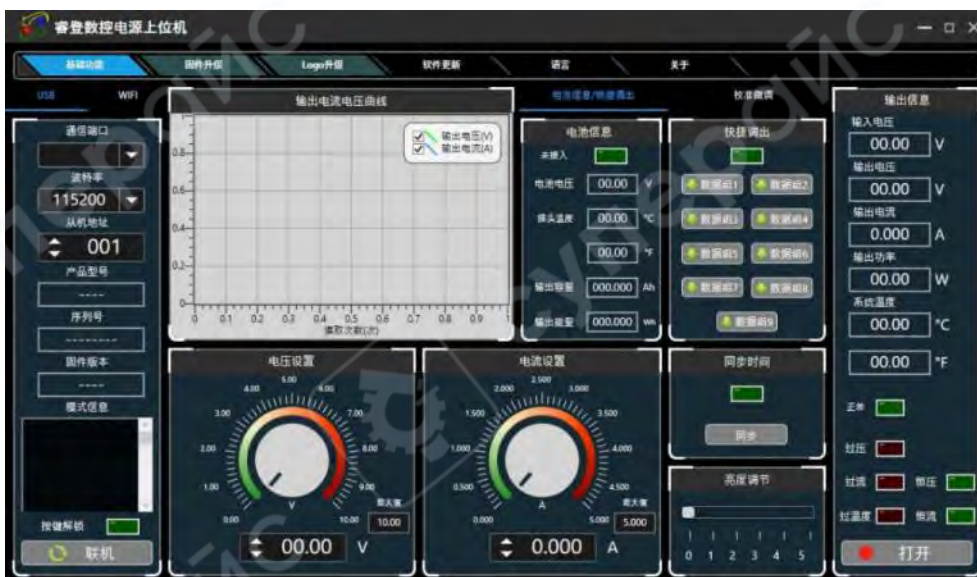 睿登数控电源上位机
基础功能
固件升级
Logo升级
软件更新
语言
关于
USB
WIFI
通信端口
波特率
115200
从机地址
001
产品型号
----
序列号
--------
固件版本
----
模式信息
按键解锁
联机
输出电流电压曲线
输出电压(V)
输出电流(A)
1
0.8
0.6
0.4
0.2
0
0 0.1 0.2 0.3 0.4 0.5 0.6 0.7 0.8 0.9 1
读取次数(次)
电压设置
0.00 1.00 2.00 3.00 4.00 5.00 6.00 7.00 8.00 9.00 10.00
V
最大值
10.00
00.00 V
电流设置
0.000 0.500 1.000 1.500 2.000 2.500 3.000 3.500 4.000 4.500 5.000
A
最大值
5.000
0.000 A
电池信息/快捷调出
校准微调
电池信息
未接入
电池电压 00.00 V
00.00 °C
00.00 °F
输出容量 000.000 Ah
输出能量 000.000 Wh
快捷调出
数据组1 数据组2
数据组3 数据组4
数据组5 数据组6
数据组7 数据组8
数据组9
同步时间
同步
亮度调节
0 1 2 3 4 5
输出信息
输入电压
00.00 V
输出电压
00.00 V
输出电流
0.000 A
输出功率
00.00 W
系统温度
00.00 °C
00.00 °F
正常
过压
过流 恒压
过温度 恒流
打开
Суперайс